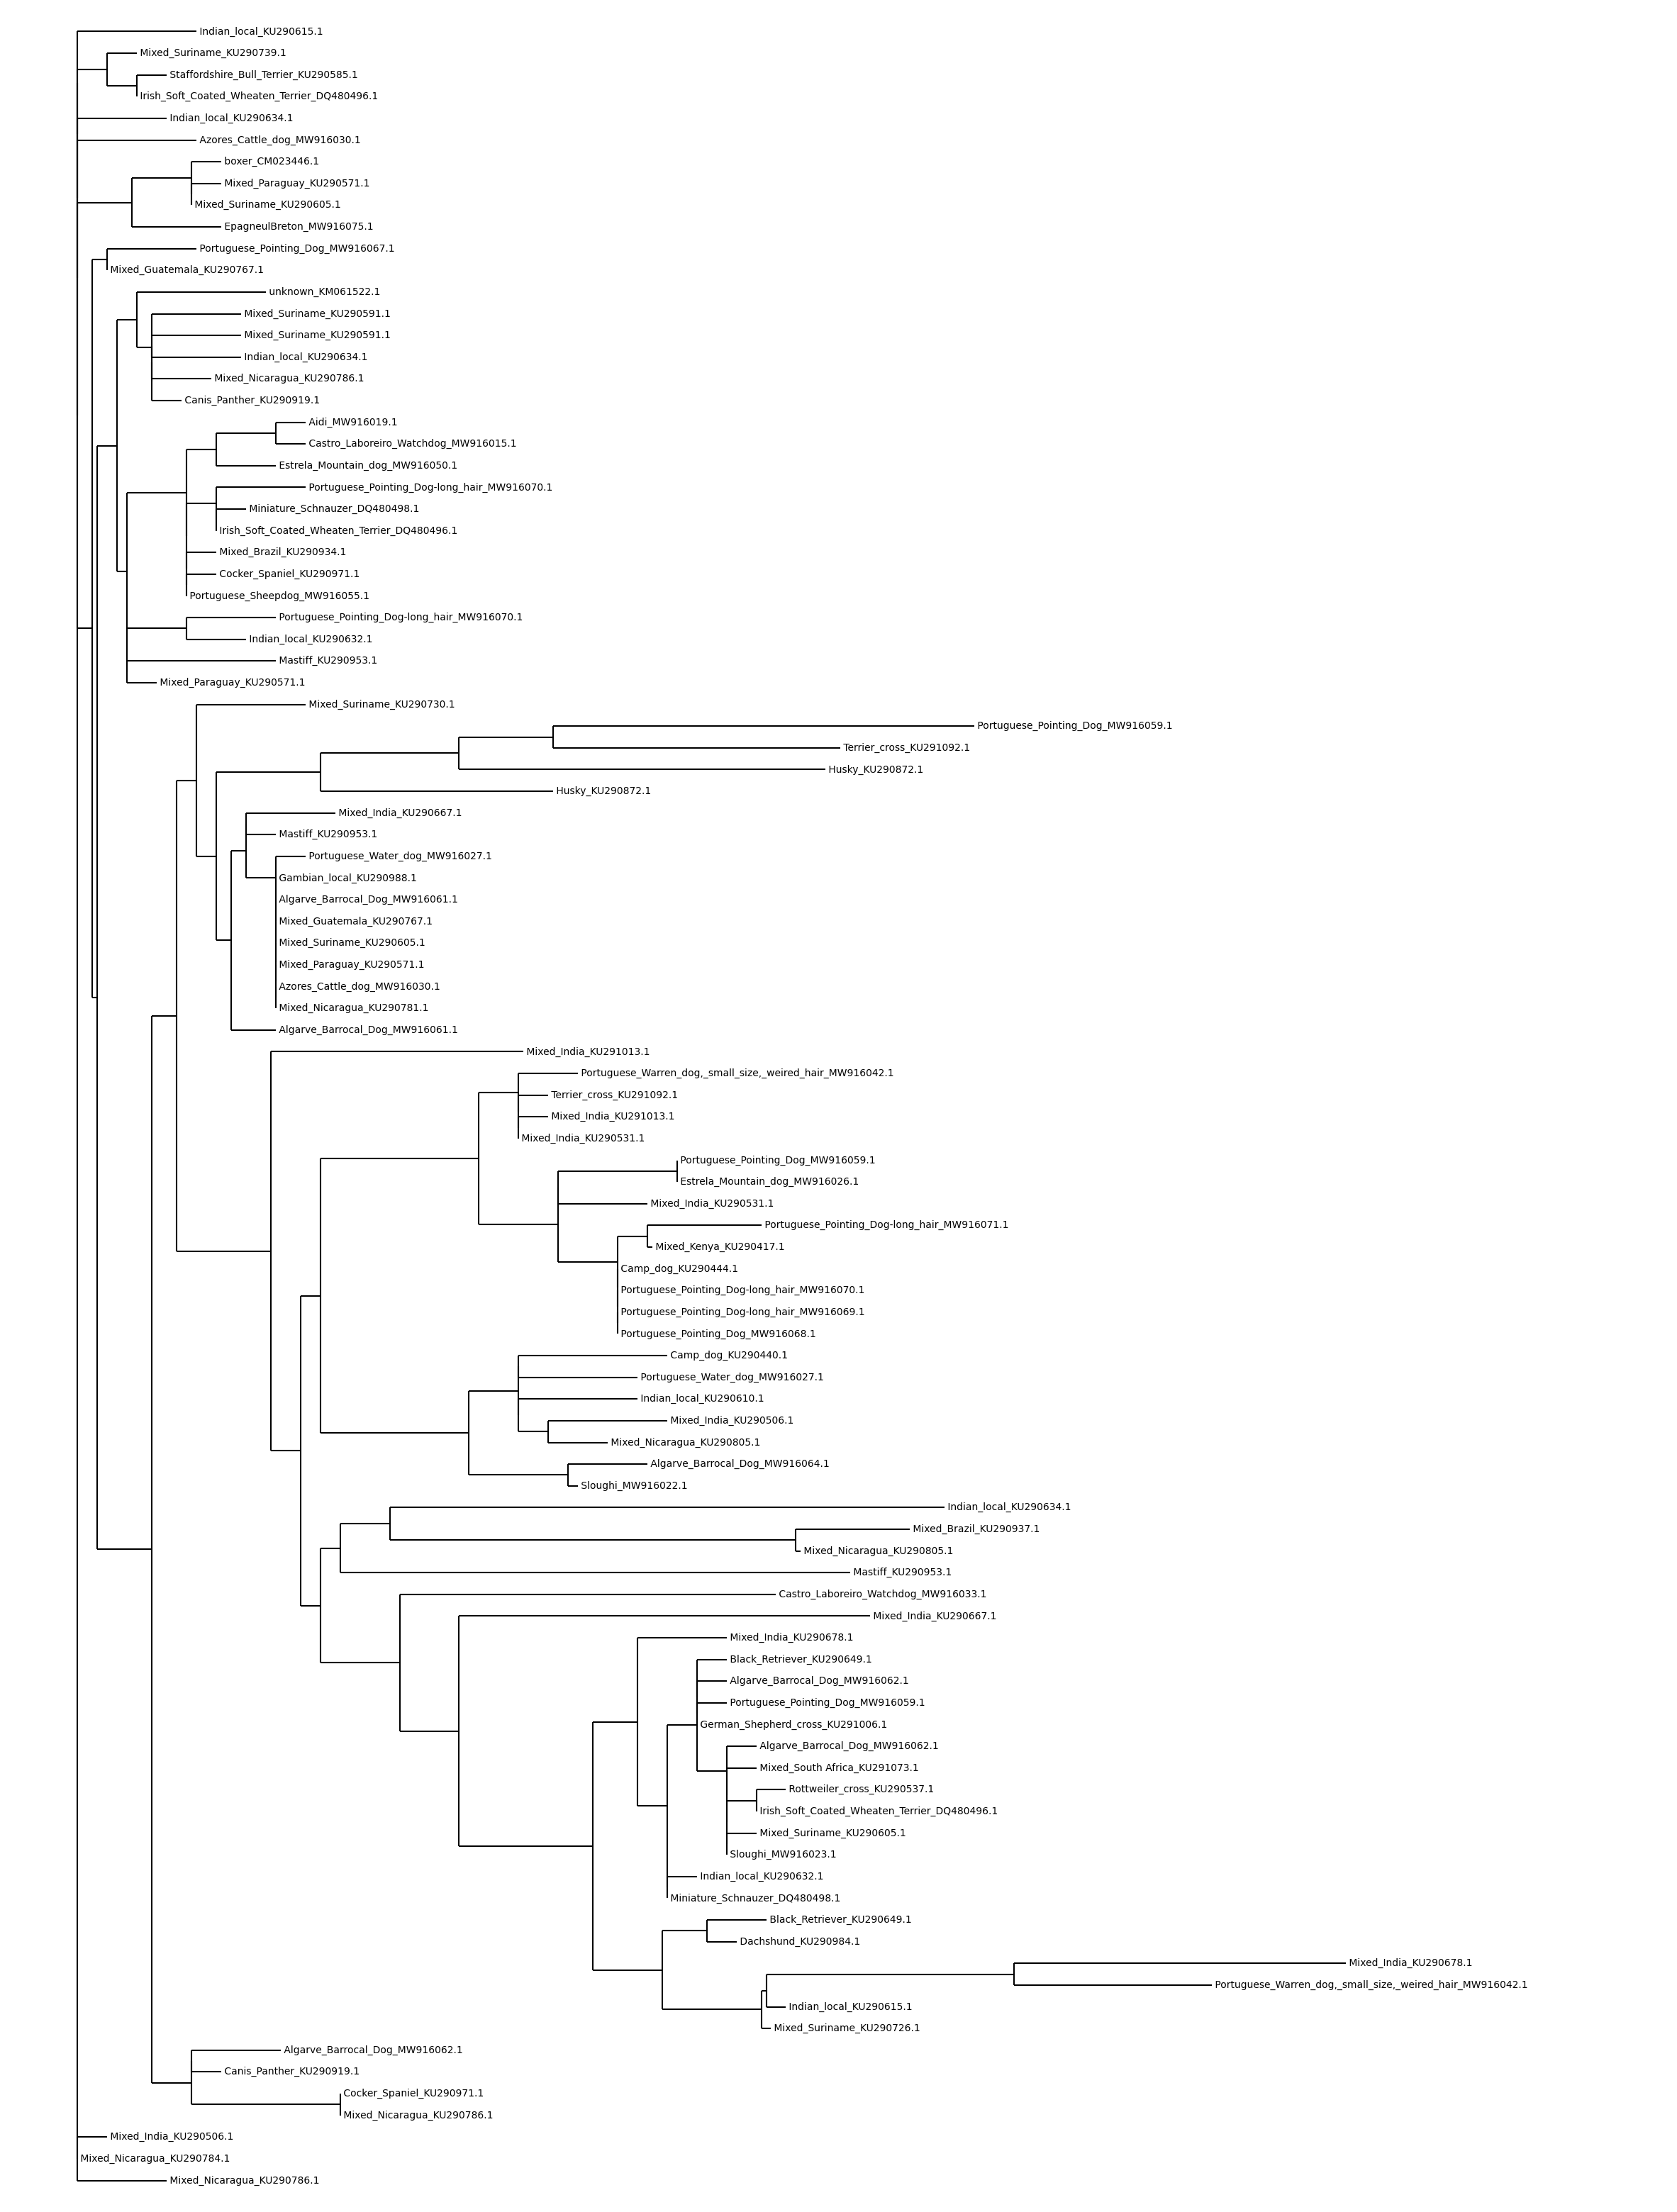 Indian_local_KU290615.1
Mixed_Suriname_KU290739.1
Staffordshire_Bull_Terrier_KU290585.1
Irish_Soft_Coated_Wheaten_Terrier_DQ480496.1
Indian_local_KU290634.1
Azores_Cattle_dog_MW916030.1
boxer_CM023446.1
Mixed_Paraguay_KU290571.1
Mixed_Suriname_KU290605.1
EpagneulBreton_MW916075.1
Portuguese_Pointing_Dog_MW916067.1
Mixed_Guatemala_KU290767.1
unknown_KM061522.1
Mixed_Suriname_KU290591.1
Mixed_Suriname_KU290591.1
Indian_local_KU290634.1
Mixed_Nicaragua_KU290786.1
Canis_Panther_KU290919.1
Aidi_MW916019.1
Castro_Laboreiro_Watchdog_MW916015.1
Estrela_Mountain_dog_MW916050.1
Portuguese_Pointing_Dog-long_hair_MW916070.1
Miniature_Schnauzer_DQ480498.1
Irish_Soft_Coated_Wheaten_Terrier_DQ480496.1
Mixed_Brazil_KU290934.1
Cocker_Spaniel_KU290971.1
Portuguese_Sheepdog_MW916055.1
Portuguese_Pointing_Dog-long_hair_MW916070.1
Indian_local_KU290632.1
Mastiff_KU290953.1
Mixed_Paraguay_KU290571.1
Mixed_Suriname_KU290730.1
Portuguese_Pointing_Dog_MW916059.1
Terrier_cross_KU291092.1
Husky_KU290872.1
Husky_KU290872.1
Mixed_India_KU290667.1
Mastiff_KU290953.1
Portuguese_Water_dog_MW916027.1
Gambian_local_KU290988.1
Algarve_Barrocal_Dog_MW916061.1
Mixed_Guatemala_KU290767.1
Mixed_Suriname_KU290605.1
Mixed_Paraguay_KU290571.1
Azores_Cattle_dog_MW916030.1
Mixed_Nicaragua_KU290781.1
Algarve_Barrocal_Dog_MW916061.1
Mixed_India_KU291013.1
Portuguese_Warren_dog,_small_size,_weired_hair_MW916042.1
Terrier_cross_KU291092.1
Mixed_India_KU291013.1
Mixed_India_KU290531.1
Portuguese_Pointing_Dog_MW916059.1
Estrela_Mountain_dog_MW916026.1
Mixed_India_KU290531.1
Portuguese_Pointing_Dog-long_hair_MW916071.1
Mixed_Kenya_KU290417.1
Camp_dog_KU290444.1
Portuguese_Pointing_Dog-long_hair_MW916070.1
Portuguese_Pointing_Dog-long_hair_MW916069.1
Portuguese_Pointing_Dog_MW916068.1
Camp_dog_KU290440.1
Portuguese_Water_dog_MW916027.1
Indian_local_KU290610.1
Mixed_India_KU290506.1
Mixed_Nicaragua_KU290805.1
Algarve_Barrocal_Dog_MW916064.1
Sloughi_MW916022.1
Indian_local_KU290634.1
Mixed_Brazil_KU290937.1
Mixed_Nicaragua_KU290805.1
Mastiff_KU290953.1
Castro_Laboreiro_Watchdog_MW916033.1
Mixed_India_KU290667.1
Mixed_India_KU290678.1
Black_Retriever_KU290649.1
Algarve_Barrocal_Dog_MW916062.1
Portuguese_Pointing_Dog_MW916059.1
German_Shepherd_cross_KU291006.1
Algarve_Barrocal_Dog_MW916062.1
Mixed_South Africa_KU291073.1
Rottweiler_cross_KU290537.1
Irish_Soft_Coated_Wheaten_Terrier_DQ480496.1
Mixed_Suriname_KU290605.1
Sloughi_MW916023.1
Indian_local_KU290632.1
Miniature_Schnauzer_DQ480498.1
Black_Retriever_KU290649.1
Dachshund_KU290984.1
Mixed_India_KU290678.1
Portuguese_Warren_dog,_small_size,_weired_hair_MW916042.1
Indian_local_KU290615.1
Mixed_Suriname_KU290726.1
Algarve_Barrocal_Dog_MW916062.1
Canis_Panther_KU290919.1
Cocker_Spaniel_KU290971.1
Mixed_Nicaragua_KU290786.1
Mixed_India_KU290506.1
Mixed_Nicaragua_KU290784.1
Mixed_Nicaragua_KU290786.1